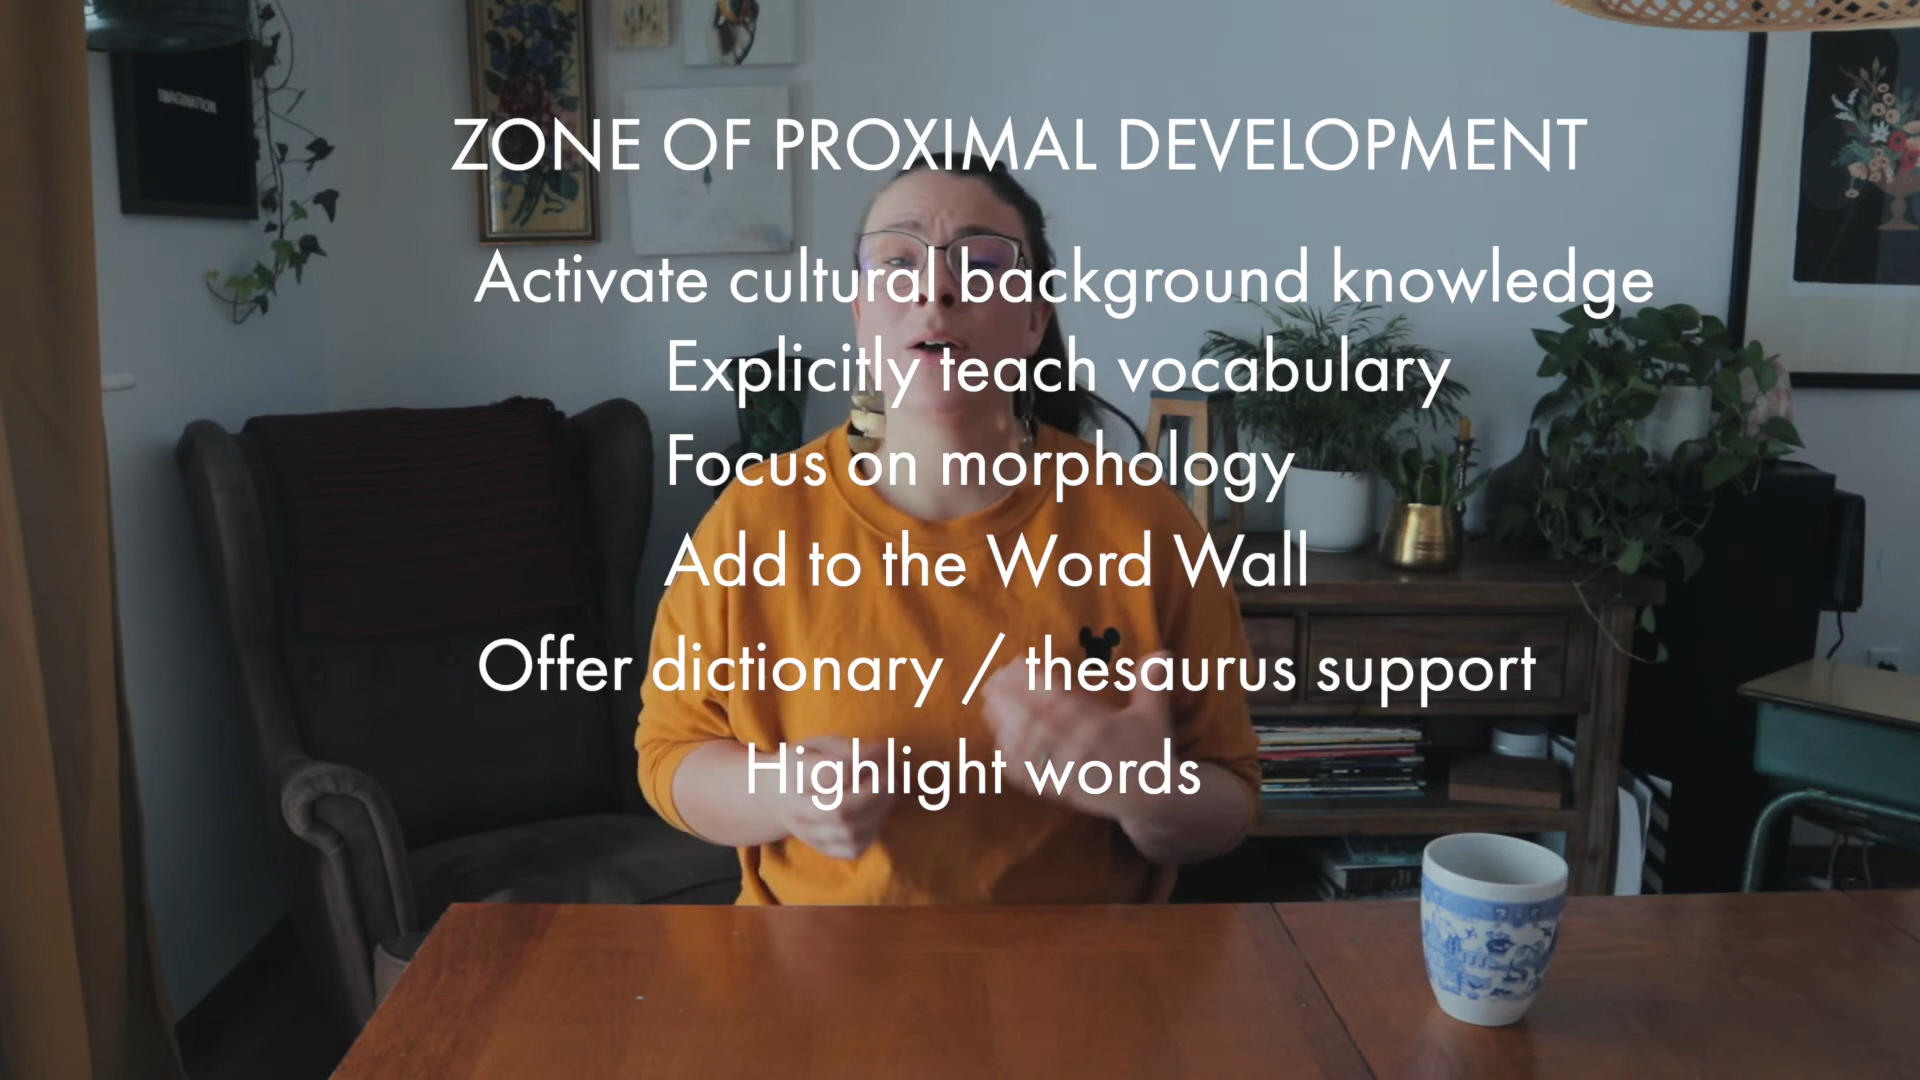 IMAGINATION
ZONE OF PROXIMAL DEVELOPMENT
Activate cultural background knowledge
Explicitly teach vocabulary
Focus on morphology
Add to the Word Wall
Offer dictionary / thesaurus support
Highlight words